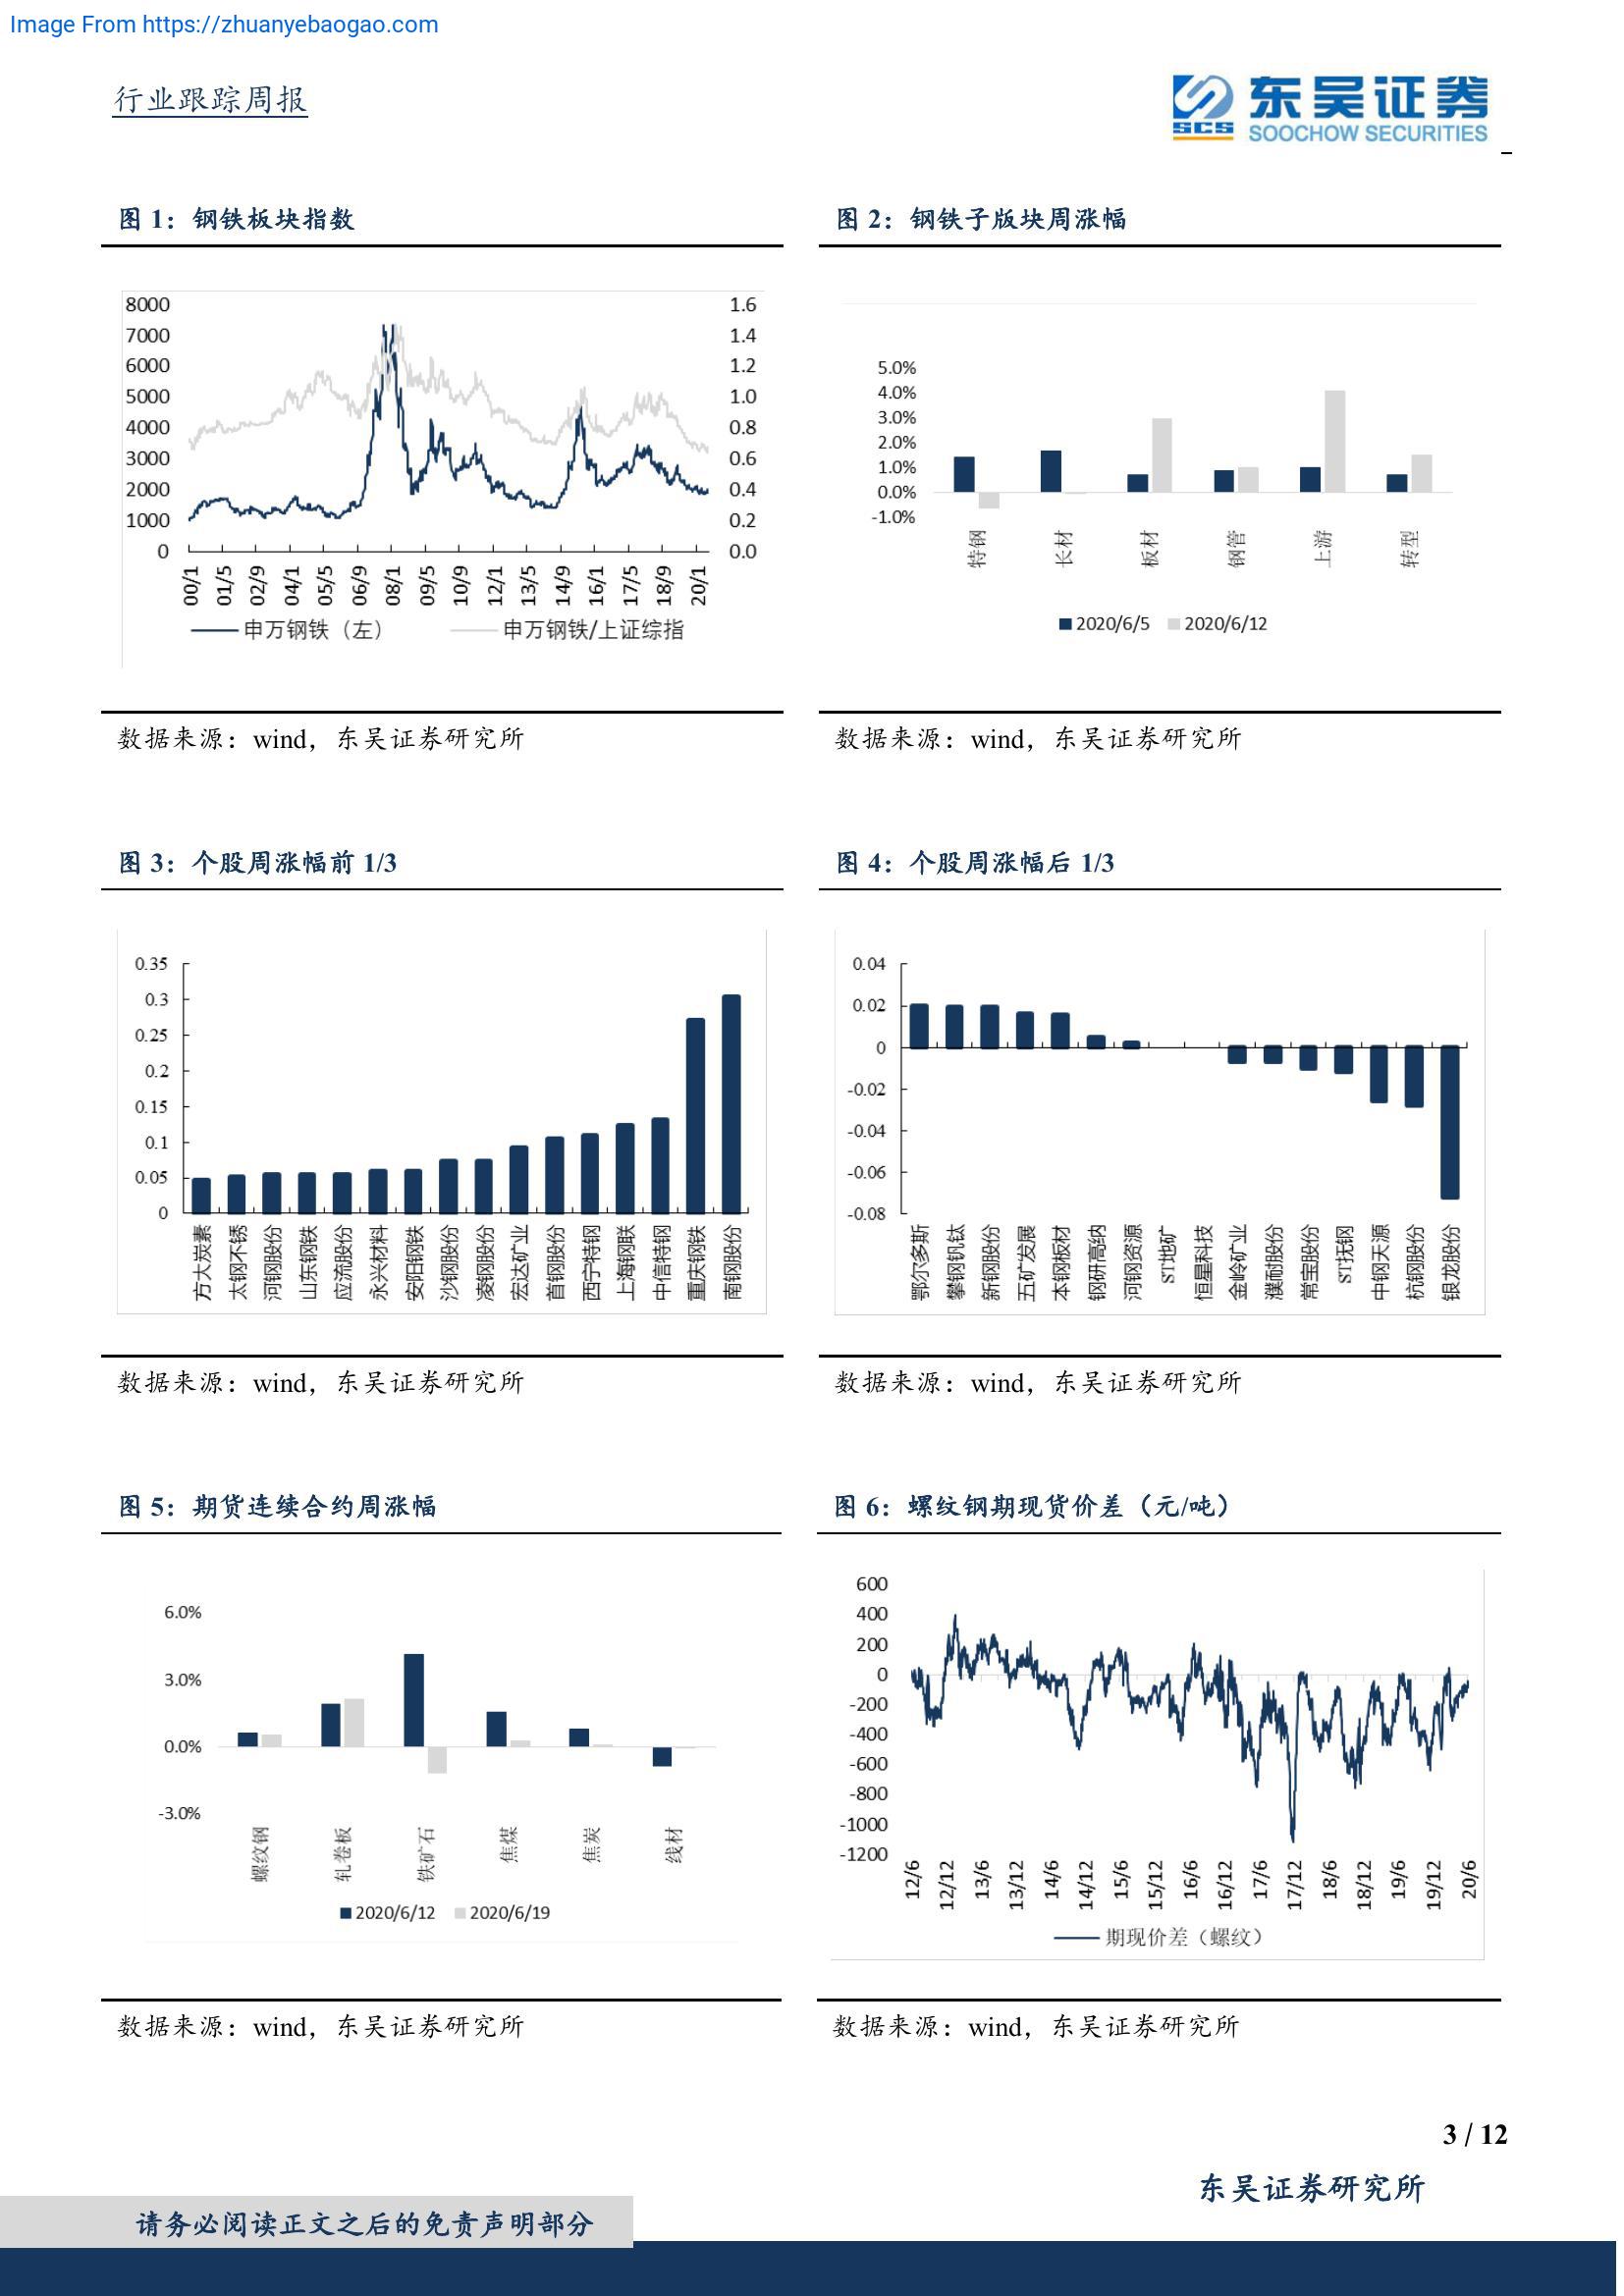 Image From https://zhuanyebaogao.com
行业跟踪周报
东吴证券
SCS SOOCHOW SECURITIES
图 1：钢铁板块指数
8000
7000
6000
5000
4000
3000
2000
1000
0
1.6
1.4
1.2
1.0
0.8
0.6
0.4
0.2
0.0
00/1 01/5 02/9 04/1 05/5 06/9 08/1 09/5 10/9 12/1 13/5 14/9 16/1 17/5 18/9 20/1
申万钢铁（左） 申万钢铁/上证综指
数据来源：wind，东吴证券研究所
图 2：钢铁子版块周涨幅
5.0%
4.0%
3.0%
2.0%
1.0%
0.0%
-1.0%
特钢 长材 板材 钢管 上游 转型
2020/6/5 2020/6/12
数据来源：wind，东吴证券研究所
图 3：个股周涨幅前 1/3
0.35
0.3
0.25
0.2
0.15
0.1
0.05
0
方大炭素 太钢不锈 河钢股份 山东钢铁 应流股份 永兴材料 安阳钢铁 沙钢股份 凌钢股份 宏达矿业 首钢股份 西宁特钢 上海钢联 中信特钢 重庆钢铁 南钢股份
数据来源：wind，东吴证券研究所
图 4：个股周涨幅后 1/3
0.04
0.02
0
-0.02
-0.04
-0.06
-0.08
鄂尔多斯 攀钢钒钛 新钢股份 五矿发展 本钢板材 钢研高纳 河钢资源 ST地矿 恒星科技 金岭矿业 濮耐股份 常宝股份 ST抚钢 中钢天源 杭钢股份 银龙股份
数据来源：wind，东吴证券研究所
图 5：期货连续合约周涨幅
6.0%
3.0%
0.0%
-3.0%
螺纹钢 轧卷板 铁矿石 焦煤 焦炭 线材
2020/6/12 2020/6/19
数据来源：wind，东吴证券研究所
图 6：螺纹钢期现货价差（元/吨）
600
400
200
0
-200
-400
-600
-800
-1000
-1200
12/6 12/12 13/6 13/12 14/6 14/12 15/6 15/12 16/6 16/12 17/6 17/12 18/6 18/12 19/6 19/12 20/6
期现价差（螺纹）
数据来源：wind，东吴证券研究所
3 / 12
东吴证券研究所
请务必阅读正文之后的免责声明部分